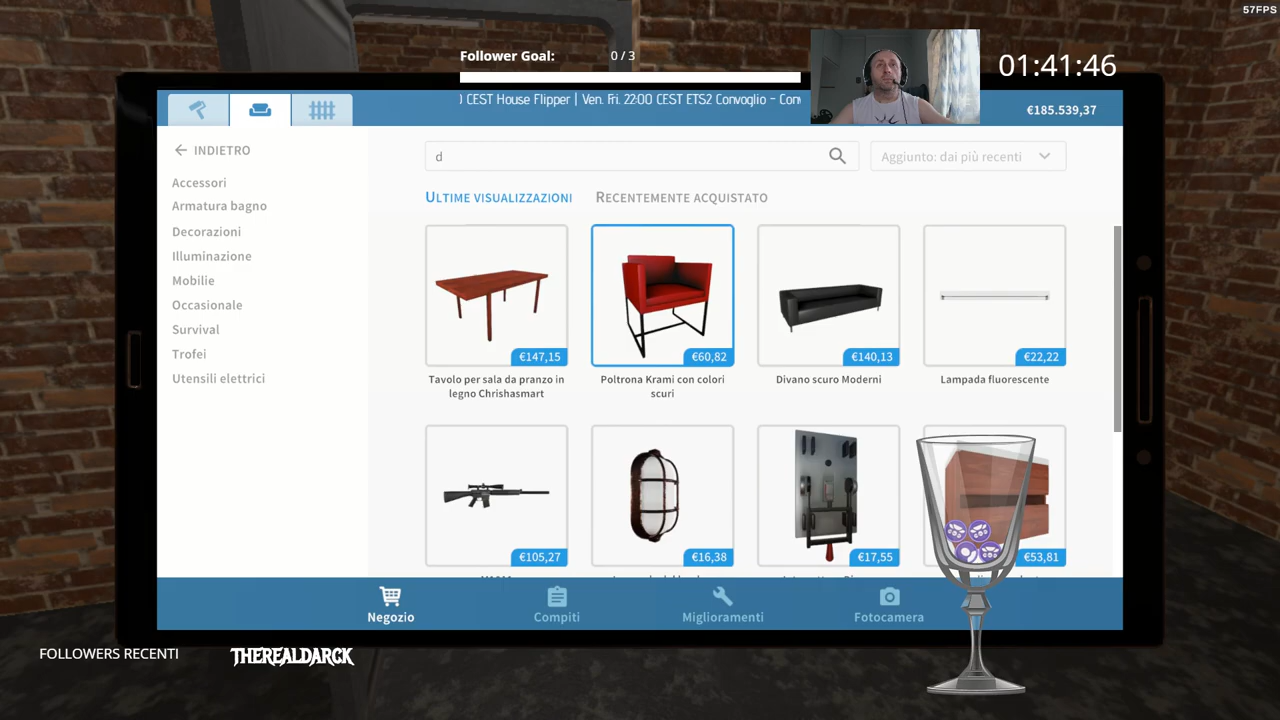 57FPS
Follower Goal: 0 / 3
01:41:46
CEST House Flipper | Ven. Fri. 22:00 CEST ETS2 Convoglio -
€185.539,37
INDIETRO
d
Aggiunto: dai più recenti
Accessori
Armatura bagno
Decorazioni
Illuminazione
Mobilie
Occasionale
Survival
Trofei
Utensili elettrici
ULTIME VISUALIZZAZIONI
RECENTEMENTE ACQUISTATO
€147,15
€60,82
€140,13
€22,22
Tavolo per sala da pranzo in
legno Chrishasmart
Poltrona Krami con colori
scuri
Divano scuro Moderni
Lampada fluorescente
€105,27
€16,38
€17,55
€53,81
Negozio
Compiti
Miglioramenti
Fotocamera
FOLLOWERS RECENTI
THEREALDARCK